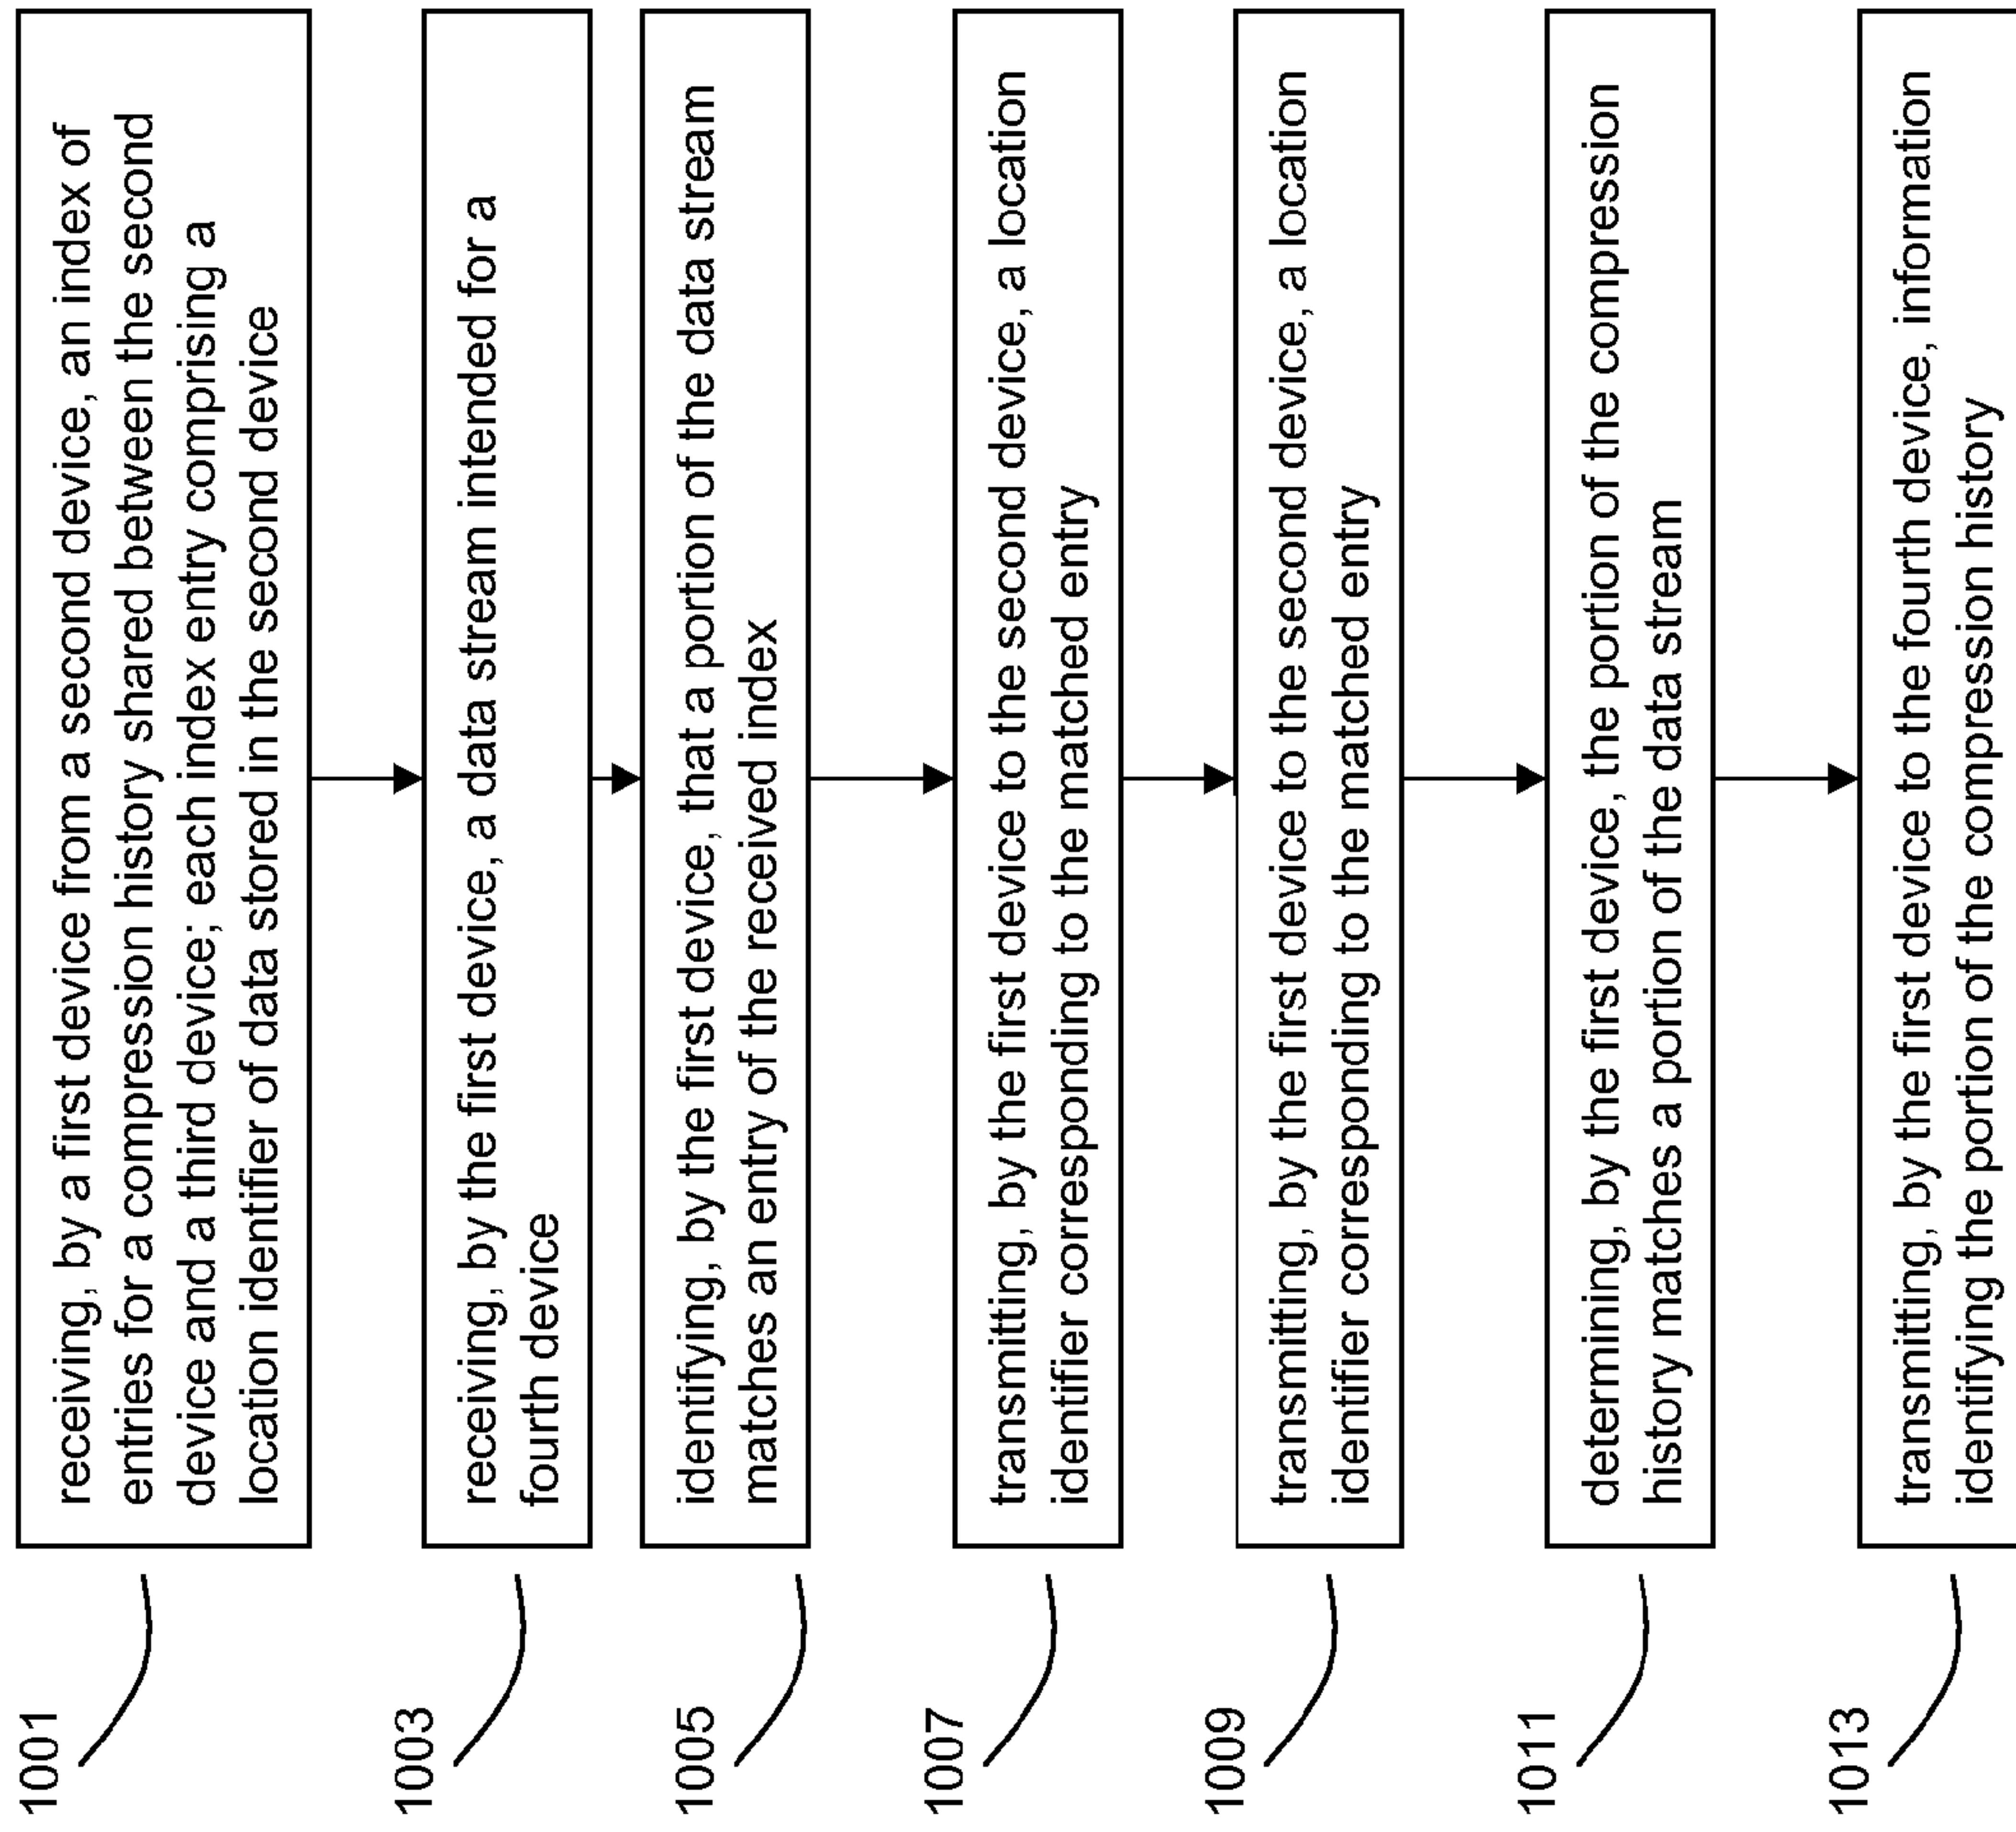 1001
receiving, by a first device from a second device, an index of
entries for a compression history shared between the second
device and a third device; each index entry comprising a
location identifier of data stored in the second device
1003
receiving, by the first device, a data stream intended for a
fourth device
1005
identifying, by the first device, that a portion of the data stream
matches an entry of the received index
1007
transmitting, by the first device to the second device, a location
identifier corresponding to the matched entry
1009
transmitting, by the first device to the second device, a location
identifier corresponding to the matched entry
1011
determining, by the first device, the portion of the compression
history matches a portion of the data stream
1013
transmitting, by the first device to the fourth device, information
identifying the portion of the compression history